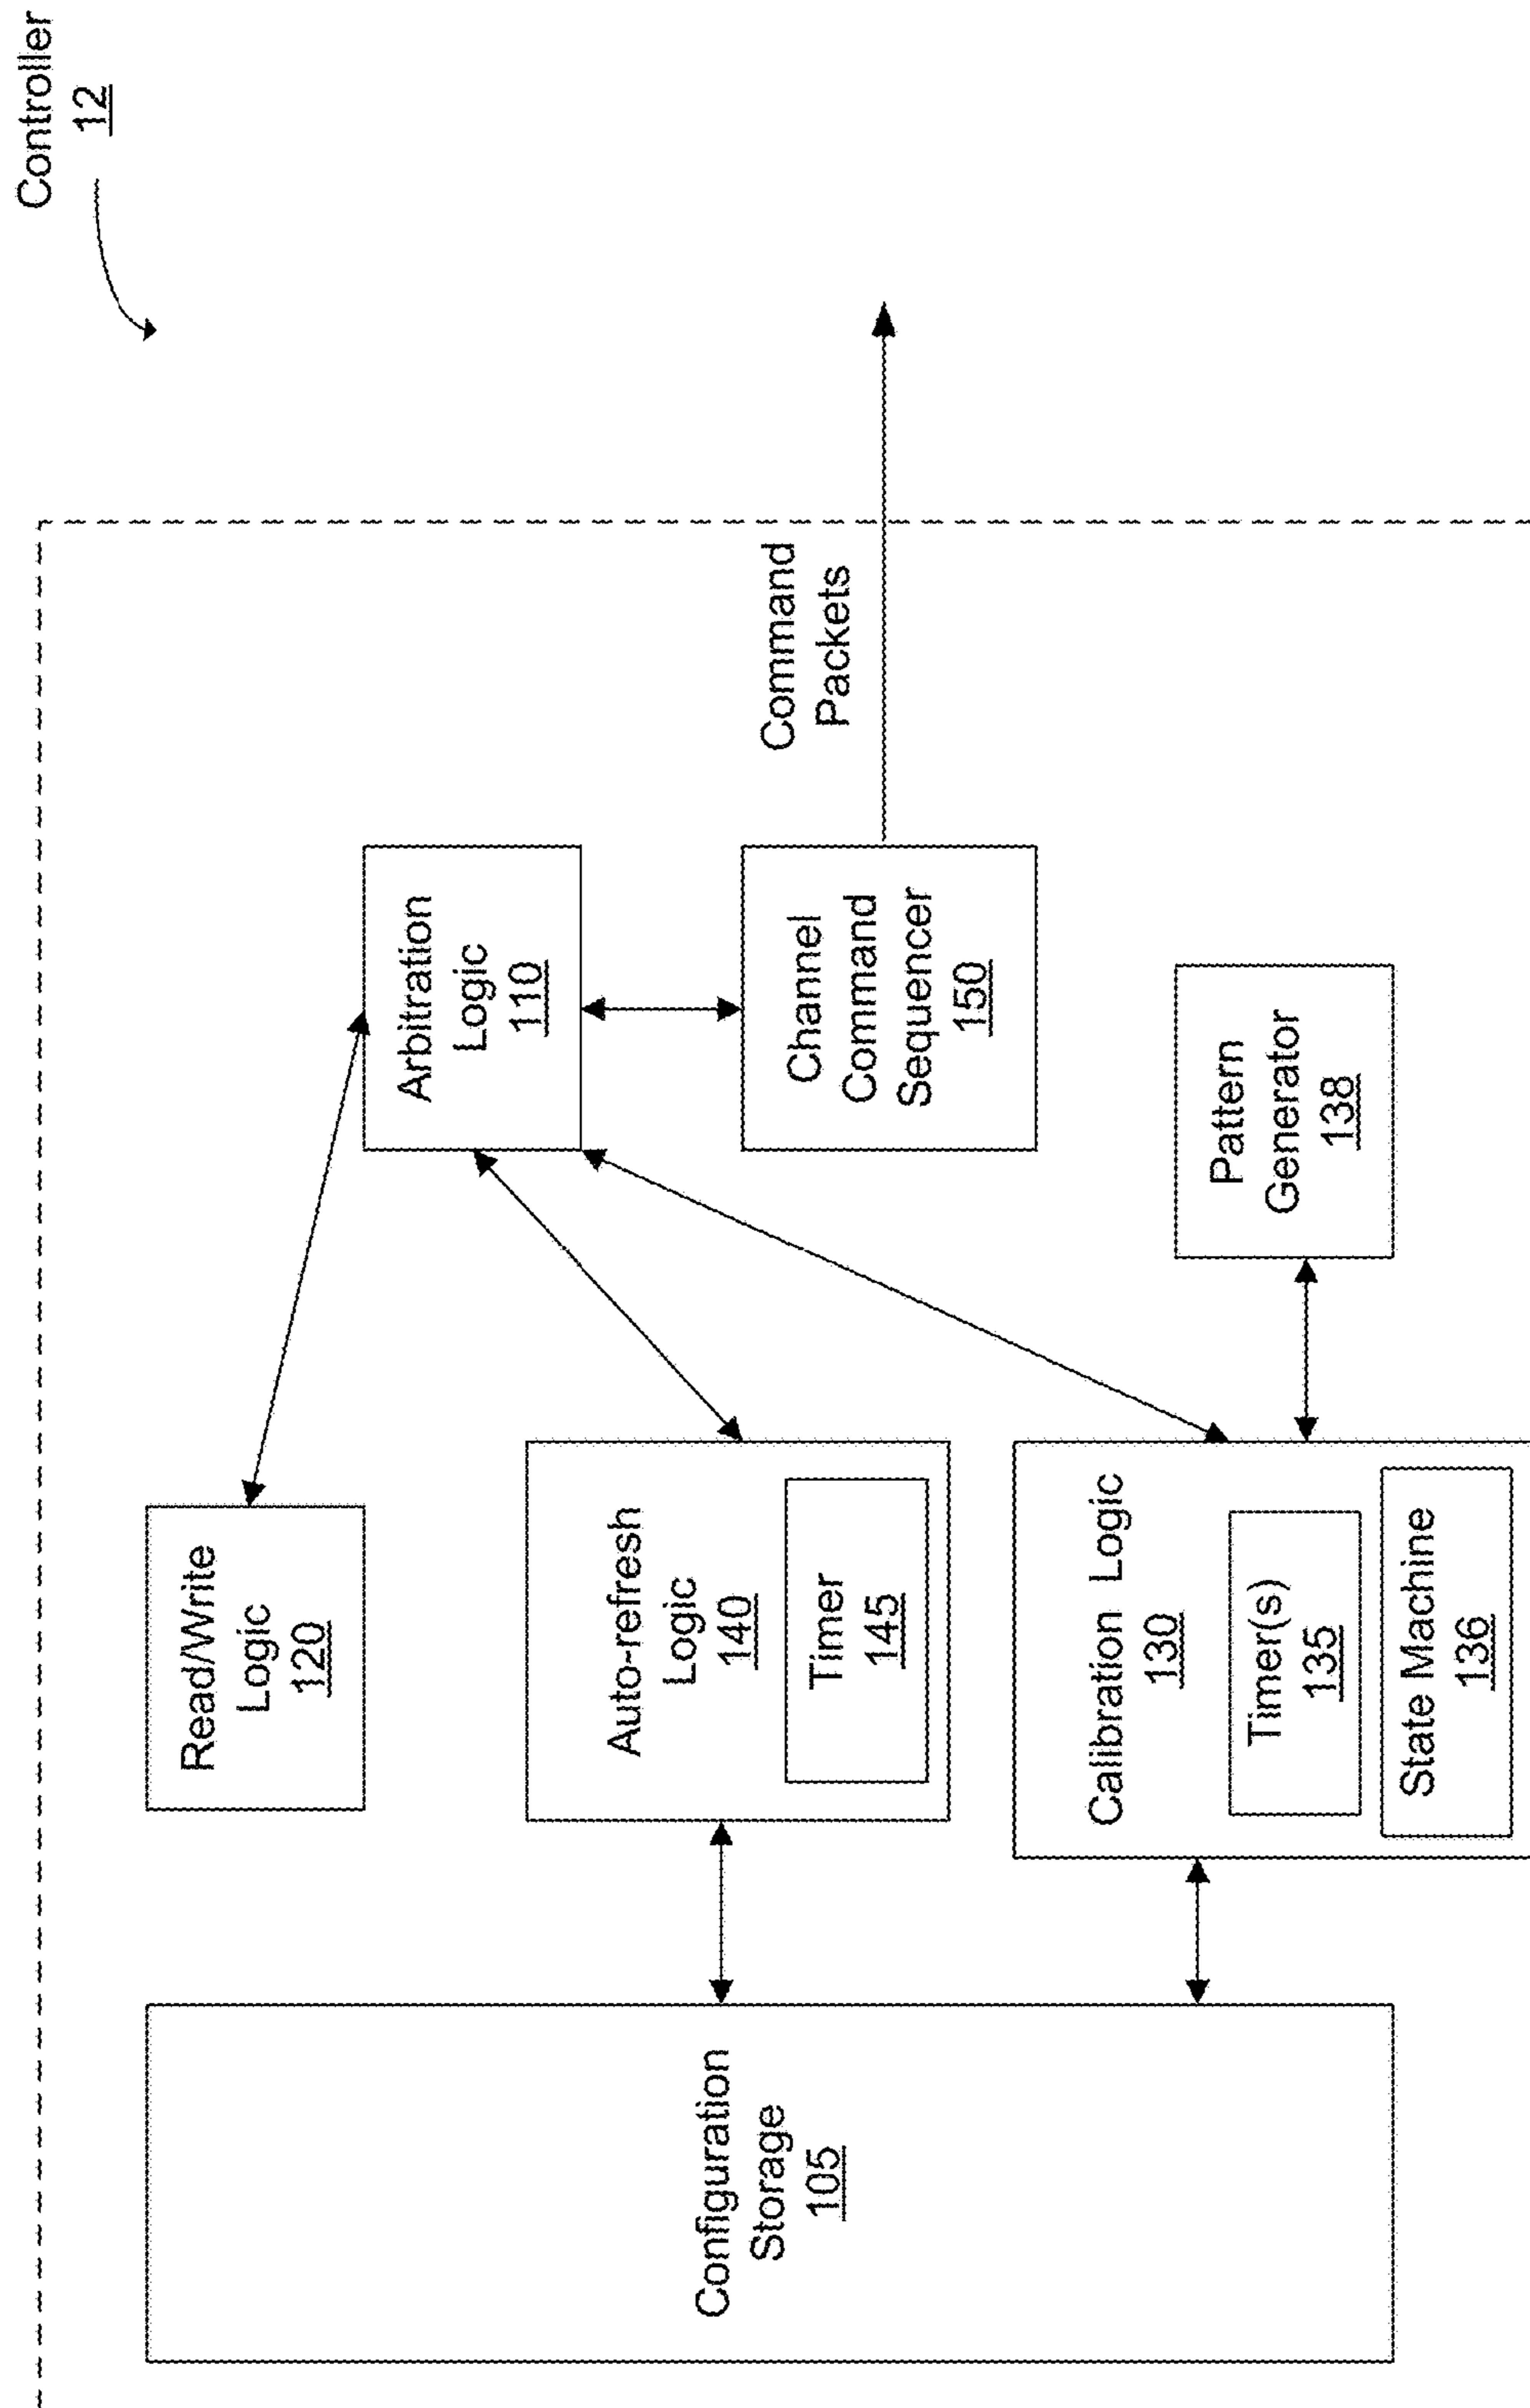 Controller
12
Configuration
Storage
105
Read/Write
Logic
120
Auto-refresh
Logic
140
Timer
145
Calibration Logic
130
Timer(s)
135
State Machine
136
Arbitration
Logic
110
Channel
Command
Sequencer
150
Pattern
Generator
138
Command
Packets